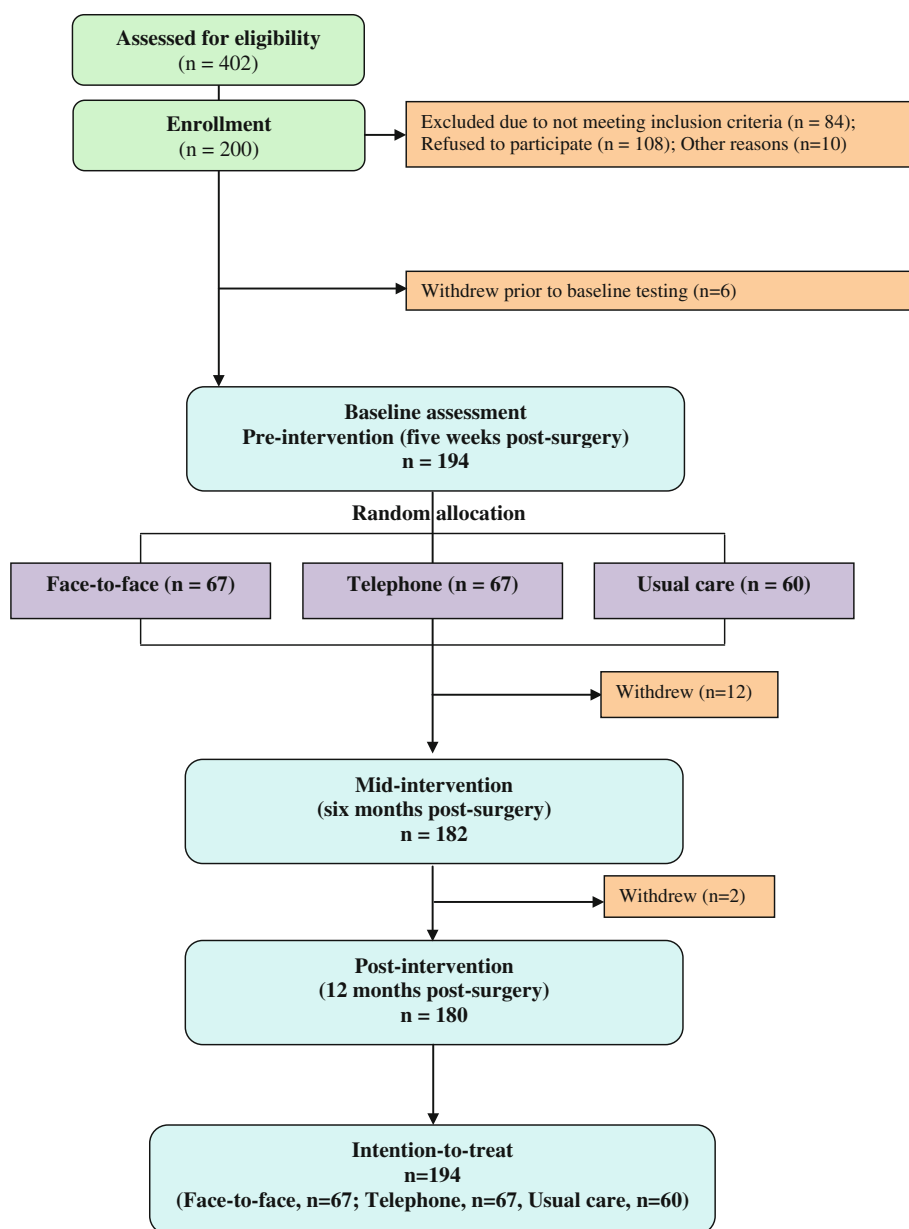 Assessed for eligibility
(n = 402)
Enrollment
(n = 200)
Excluded due to not meeting inclusion criteria (n = 84);
Refused to participate (n = 108); Other reasons (n=10)
Withdrew prior to baseline testing (n=6)
Baseline assessment
Pre-intervention (five weeks post-surgery)
n = 194
Random allocation
Face-to-face (n = 67)
Telephone (n = 67)
Usual care (n = 60)
Withdrew (n=12)
Mid-intervention
(six months post-surgery)
n = 182
Withdrew (n=2)
Post-intervention
(12 months post-surgery)
n = 180
Intention-to-treat
n=194
(Face-to-face, n=67; Telephone, n=67, Usual care, n=60)